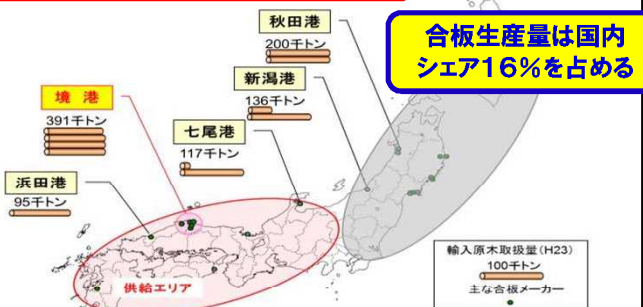 合板生産量は国内
シェア16%を占める
秋田港
200千トン
新潟港
136千トン
境 港
391千トン
七尾港
117千トン
浜田港
95千トン
供給エリア
輸入原木取扱量(H23)
100千トン
主な合板メーカー